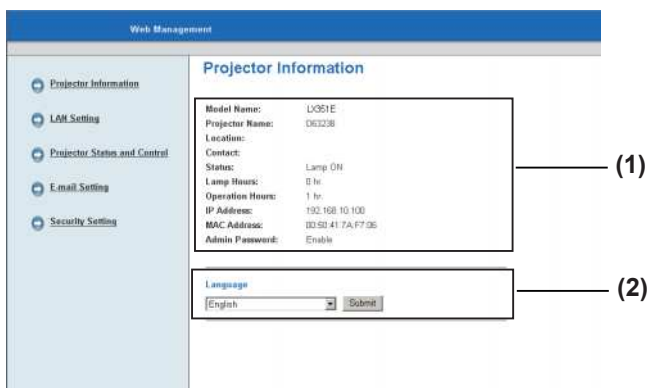 Web Management
Projector Information
Projector Information
LAN Setting
Projector Status and Control
E-mail Setting
Security Setting
Model Name: LX351E
Projector Name: D63238
Location:
Contact:
Status: Lamp ON
Lamp Hours: 0 hr.
Operation Hours: 1 hr.
IP Address: 192.168.10.100
MAC Address: 00:50:41:7A:F7:06
Admin Password: Enable
(1)
Language
English Submit
(2)